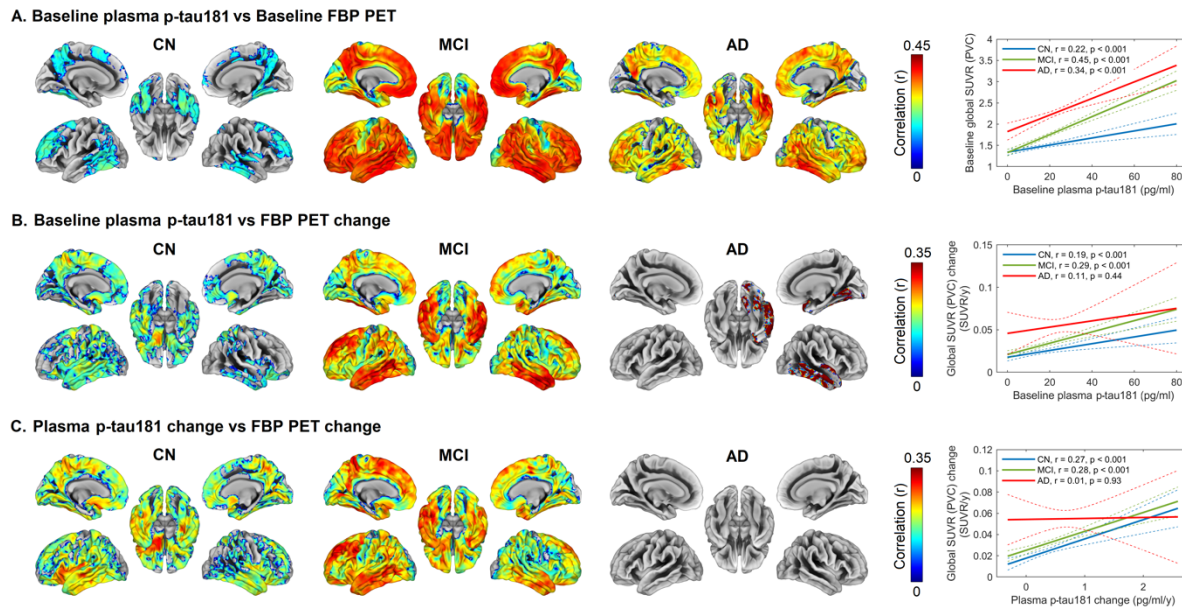 A. Baseline plasma p-tau181 vs Baseline FBP PET
CN
MCI
AD
0.45
Correlation (r)
0
CN, r = 0.22, p < 0.001
MCI, r = 0.45, p < 0.001
AD, r = 0.34, p < 0.001
Baseline global SUVR (PVC)
4
3.5
3
2.5
2
1.5
1
0 20 40 60 80
Baseline plasma p-tau181 (pg/ml)
B. Baseline plasma p-tau181 vs FBP PET change
CN
MCI
AD
0.35
Correlation (r)
0
CN, r = 0.19, p < 0.001
MCI, r = 0.29, p < 0.001
AD, r = 0.11, p = 0.44
Global SUVR (PVC) change
(SUVR/y)
0.15
0.1
0.05
0
0 20 40 60 80
Baseline plasma p-tau181 (pg/ml)
C. Plasma p-tau181 change vs FBP PET change
CN
MCI
AD
0.35
Correlation (r)
0
CN, r = 0.27, p < 0.001
MCI, r = 0.28, p < 0.001
AD, r = 0.01, p = 0.93
Global SUVR (PVC) change
(SUVR/y)
0.12
0.1
0.08
0.06
0.04
0.02
0
0 1 2
Plasma p-tau181 change (pg/ml/y)